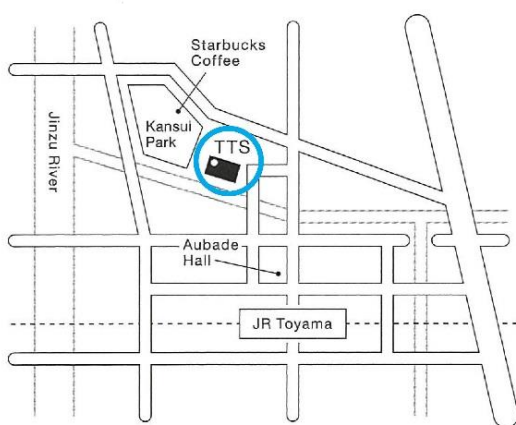 Starbucks
Coffee
Jinzu River
Kansui
Park
TTS
Aubade
Hall
JR Toyama